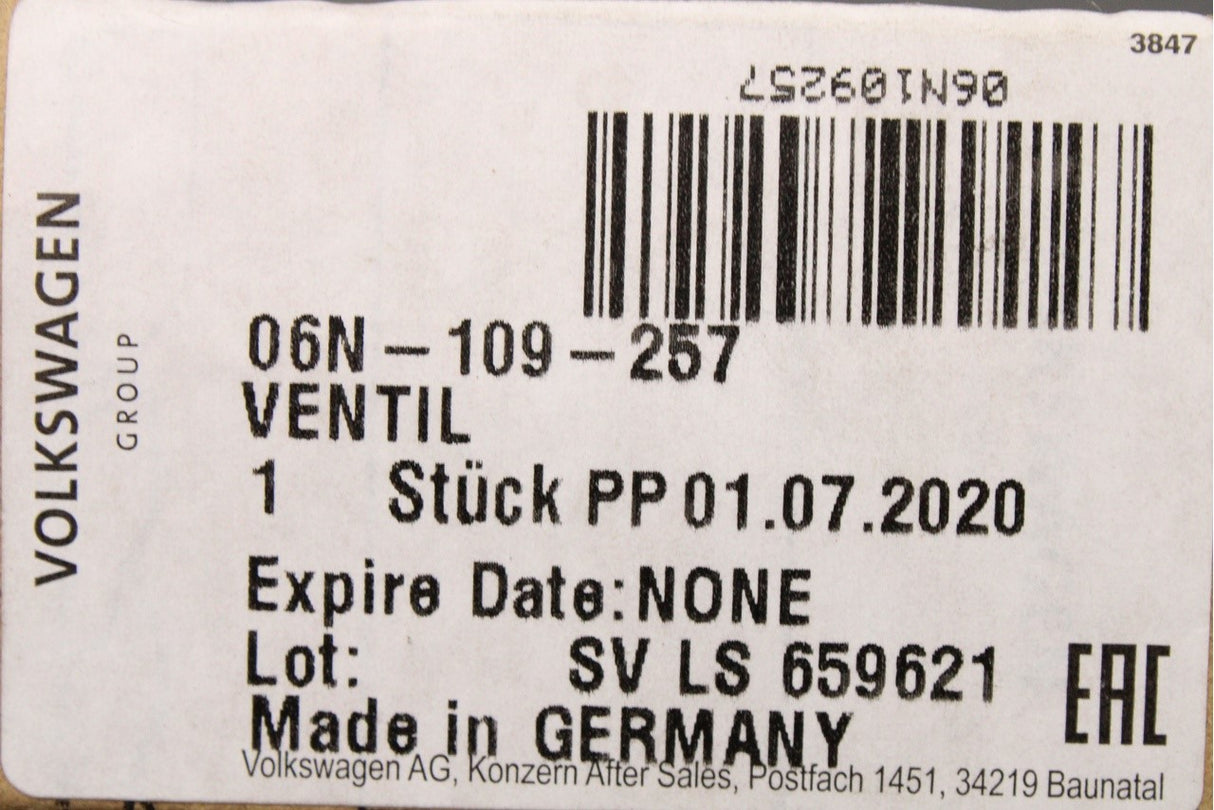 3847
06N109257
VOLKSWAGEN
GROUP
06N-109-257
VENTIL
1 Stück PP 01.07.2020
Expire Date:NONE
Lot: SV LS 659621
EAC
Made in GERMANY
Volkswagen AG, Konzern After Sales, Postfach 1451, 34219 Baunatal